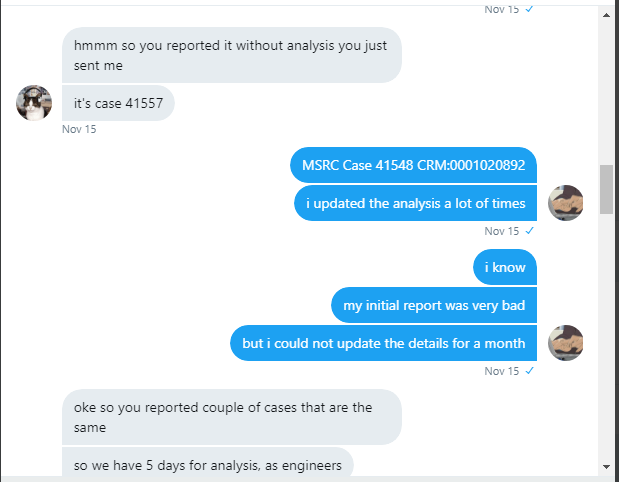 Nov 15 ✓
hmmm so you reported it without analysis you just
sent me
it's case 41557
Nov 15
MSRC Case 41548 CRM:0001020892
i updated the analysis a lot of times
Nov 15 ✓
i know
my initial report was very bad
but i could not update the details for a month
Nov 15 ✓
oke so you reported couple of cases that are the
same
so we have 5 days for analysis, as engineers